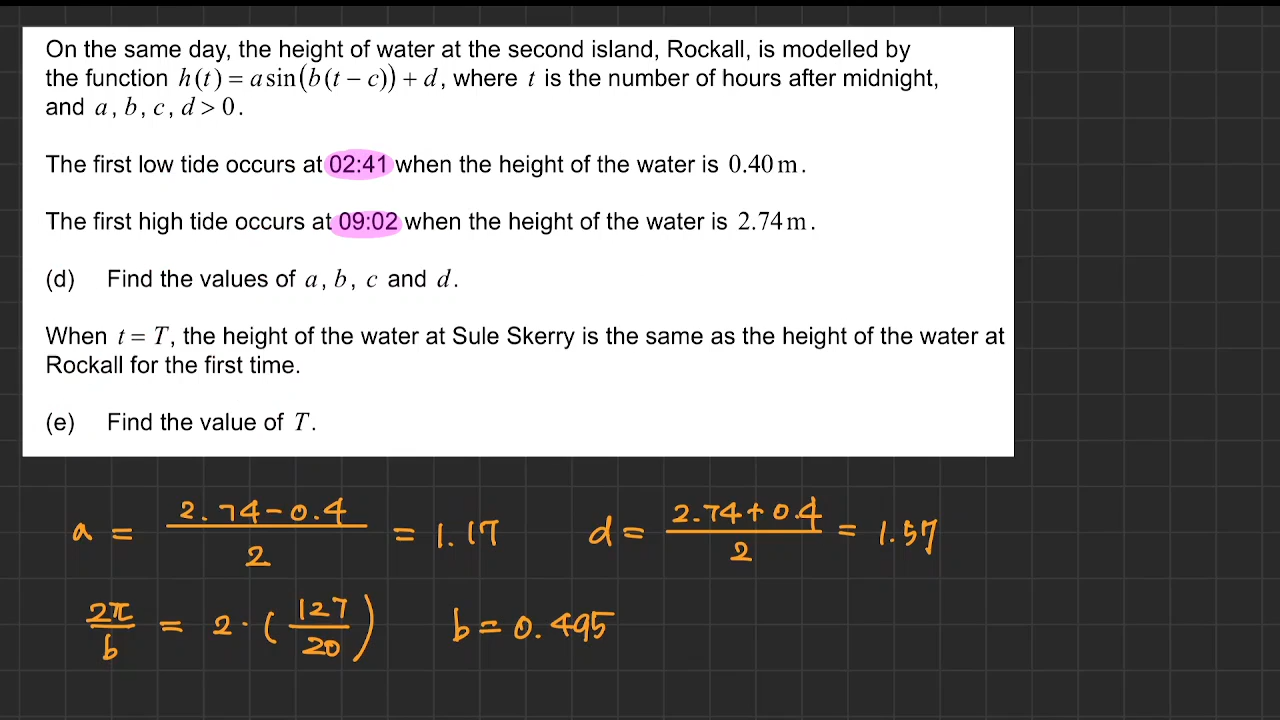 On the same day, the height of water at the second island, Rockall, is modelled by
the function h(t) = a sin(b(t − c)) + d, where t is the number of hours after midnight,
and a, b, c, d > 0.
The first low tide occurs at 02:41 when the height of the water is 0.40 m.
The first high tide occurs at 09:02 when the height of the water is 2.74 m.
(d) Find the values of a, b, c and d.
When t = T, the height of the water at Sule Skerry is the same as the height of the water at
Rockall for the first time.
(e) Find the value of T.
a = (2.74 − 0.4)/2 = 1.17 d = (2.74 + 0.4)/2 = 1.57
2π/b = 2 · (127/20) b = 0.495